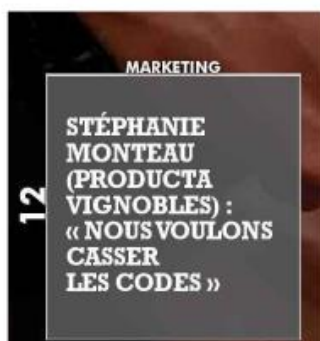 MARKETING
12
STÉPHANIE
MONTEAU
(PRODUCTA
VIGNOBLES) :
« NOUS VOULONS
CASSER
LES CODES »